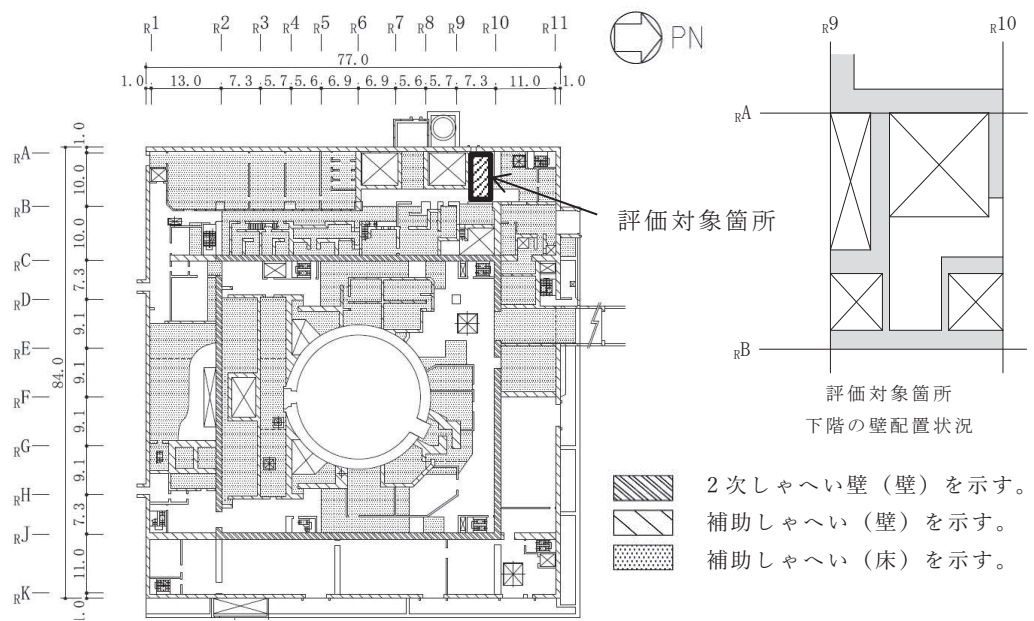 R1 R2 R3 R4 R5 R6 R7 R8 R9 R10 R11
77.0
1.0 13.0 7.3 5.7 5.6 6.9 6.9 5.6 5.7 7.3 11.0 1.0
PN
RA
RB
RC
RD
RE
RF
RG
RH
RJ
RK
84.0
1.0
10.0
10.0
7.3
9.1
9.1
9.1
9.1
7.3
11.0
1.0
評価対象箇所
R9 R10
RA
RB
評価対象箇所
下階の壁配置状況
2次しゃへい壁（壁）を示す。
補助しゃへい（壁）を示す。
補助しゃへい（床）を示す。